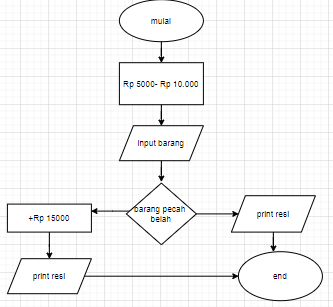 mulai
Rp 5000- Rp 10.000
input barang
barang pecah
belah
+Rp 15000
print resi
print resi
end